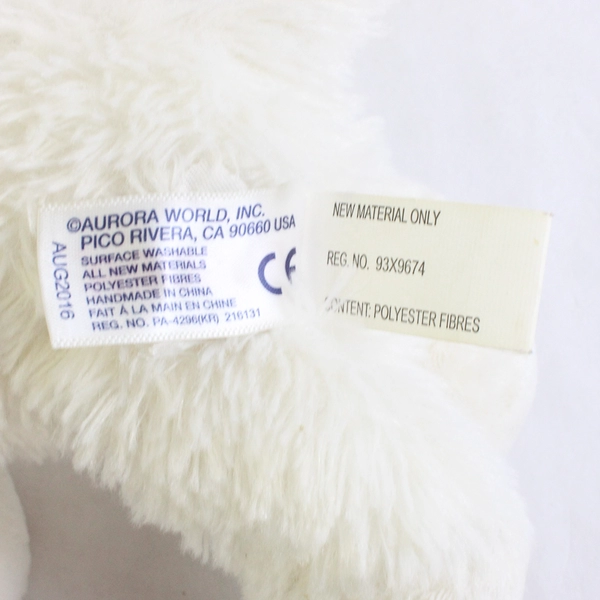 ©AURORA WORLD, INC.
PICO RIVERA, CA 90660 USA
SURFACE WASHABLE
ALL NEW MATERIALS
POLYESTER FIBRES
HANDMADE IN CHINA
FAIT À LA MAIN EN CHINE
REG. NO. PA-4296(KR) 216131
CE
AUG2016
NEW MATERIAL ONLY
REG. NO. 93X9674
CONTENT: POLYESTER FIBRES